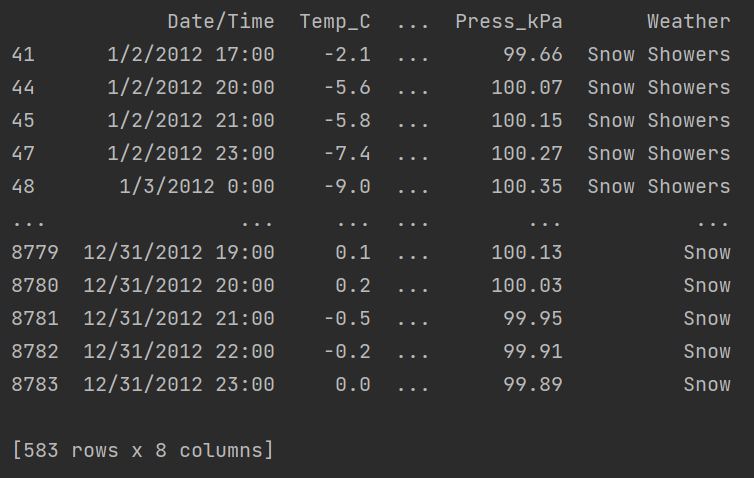 Date/Time Temp_C ... Press_kPa Weather
41 1/2/2012 17:00 -2.1 ... 99.66 Snow Showers
44 1/2/2012 20:00 -5.6 ... 100.07 Snow Showers
45 1/2/2012 21:00 -5.8 ... 100.15 Snow Showers
47 1/2/2012 23:00 -7.4 ... 100.27 Snow Showers
48 1/3/2012 0:00 -9.0 ... 100.35 Snow Showers
... ... ... ... ... ...
8779 12/31/2012 19:00 0.1 ... 100.13 Snow
8780 12/31/2012 20:00 0.2 ... 100.03 Snow
8781 12/31/2012 21:00 -0.5 ... 99.95 Snow
8782 12/31/2012 22:00 -0.2 ... 99.91 Snow
8783 12/31/2012 23:00 0.0 ... 99.89 Snow
[583 rows x 8 columns]